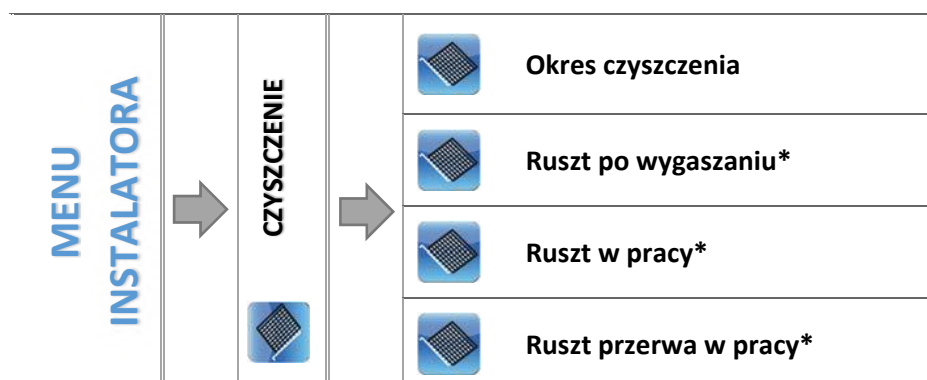 MENU
INSTALATORA
CZYSZCZENIE
Okres czyszczenia
Ruszt po wygaszaniu*
Ruszt w pracy*
Ruszt przerwa w pracy*